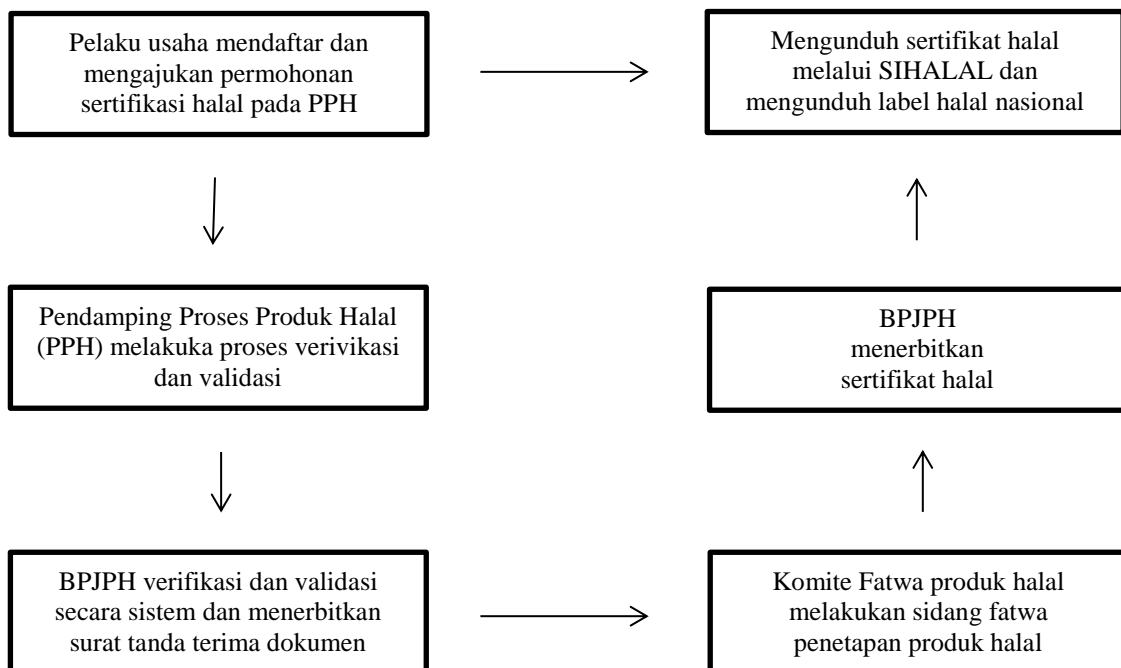 Pelaku usaha mendaftar dan
mengajukan permohonan
sertifikasi halal pada PPH
Mengunduh sertifikat halal
melalui SIHALAL dan
mengunduh label halal nasional
Pendamping Proses Produk Halal
(PPH) melakuka proses verivikasi
dan validasi
BPJPH
menerbitkan
sertifikat halal
BPJPH verifikasi dan validasi
secara sistem dan menerbitkan
surat tanda terima dokumen
Komite Fatwa produk halal
melakukan sidang fatwa
penetapan produk halal